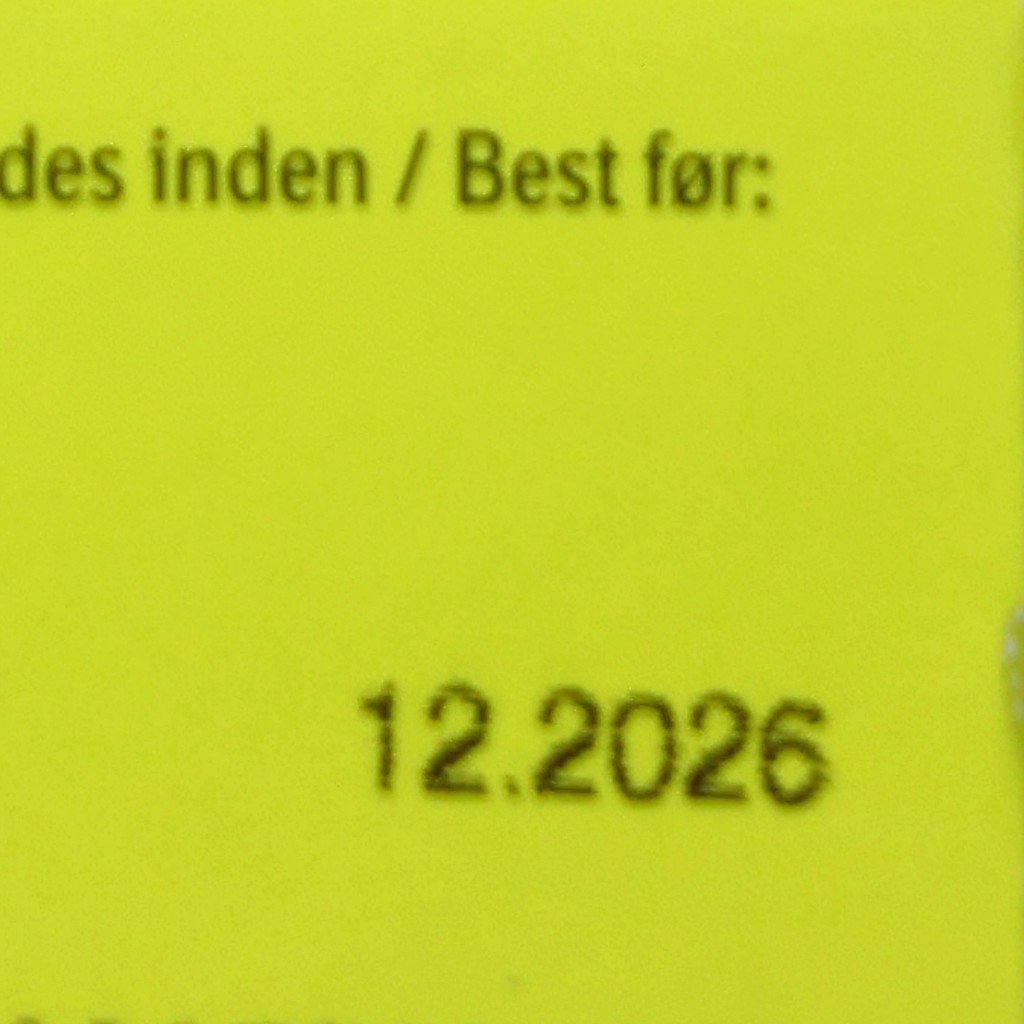 des inden / Best før:
12.2026